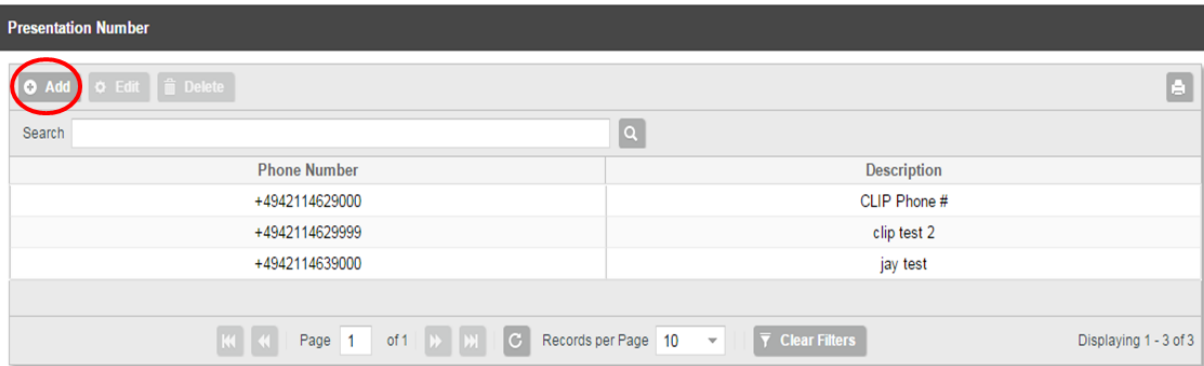 Presentation Number
Add Edit Delete
Search
Phone Number Description
+4942114629000 CLIP Phone #
+4942114629999 clip test 2
+4942114639000 jay test
Page 1 of 1 Records per Page 10 Clear Filters Displaying 1 - 3 of 3